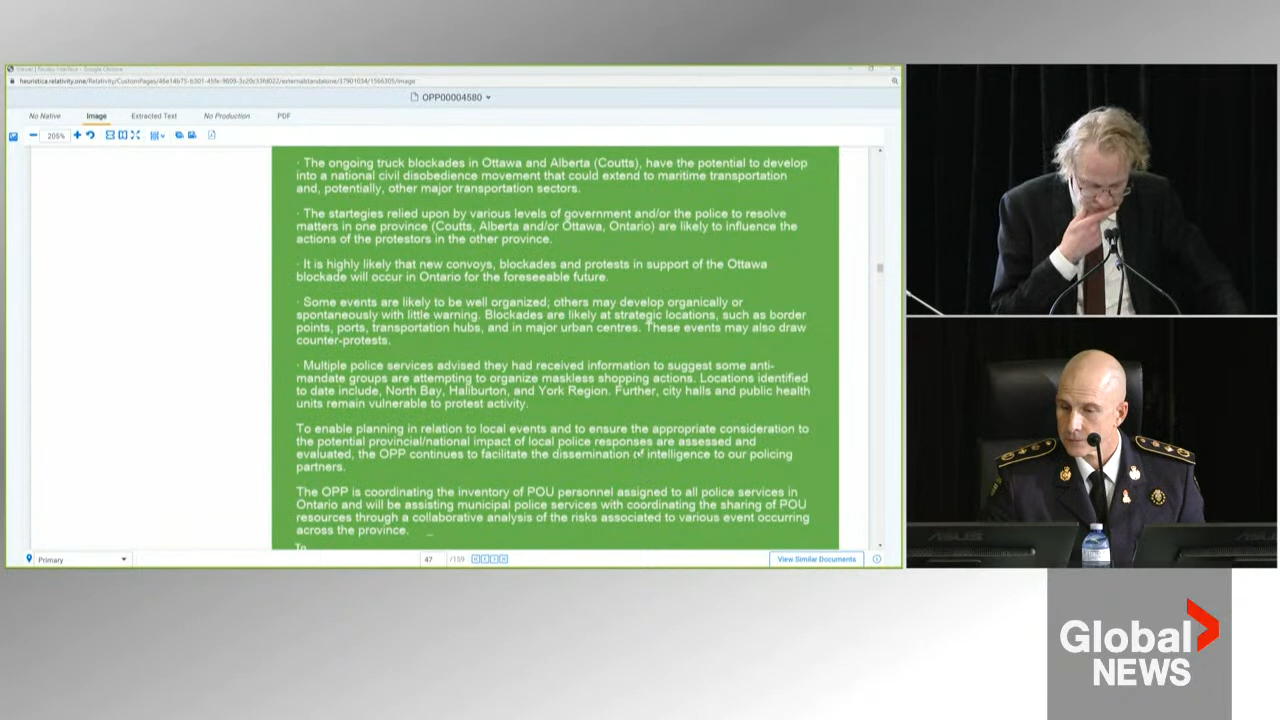 OPP00004580
No Native Image Extracted Text No Production PDF
205%
· The ongoing truck blockades in Ottawa and Alberta (Coutts), have the potential to develop
into a national civil disobedience movement that could extend to maritime transportation
and, potentially, other major transportation sectors.
· The startegies relied upon by various levels of government and/or the police to resolve
matters in one province (Coutts, Alberta and/or Ottawa, Ontario) are likely to influence the
actions of the protestors in the other province.
· It is highly likely that new convoys, blockades and protests in support of the Ottawa
blockade will occur in Ontario for the foreseeable future.
· Some events are likely to be well organized; others may develop organically or
spontaneously with little warning. Blockades are likely at strategic locations, such as border
points, ports, transportation hubs, and in major urban centres. These events may also draw
counter-protests.
· Multiple police services advised they had received information to suggest some anti-
mandate groups are attempting to organize maskless shopping actions. Locations identified
to date include, North Bay, Haliburton, and York Region. Further, city halls and public health
units remain vulnerable to protest activity.
To enable planning in relation to local events and to ensure the appropriate consideration to
the potential provincial/national impact of local police responses are assessed and
evaluated, the OPP continues to facilitate the dissemination of intelligence to our policing
partners.
The OPP is coordinating the inventory of POU personnel assigned to all police services in
Ontario and will be assisting municipal police services with coordinating the sharing of POU
resources through a collaborative analysis of the risks associated to various event occurring
across the province.
To
Primary 47 /159 View Similar Documents
ASUS
ASUS
Global
NEWS